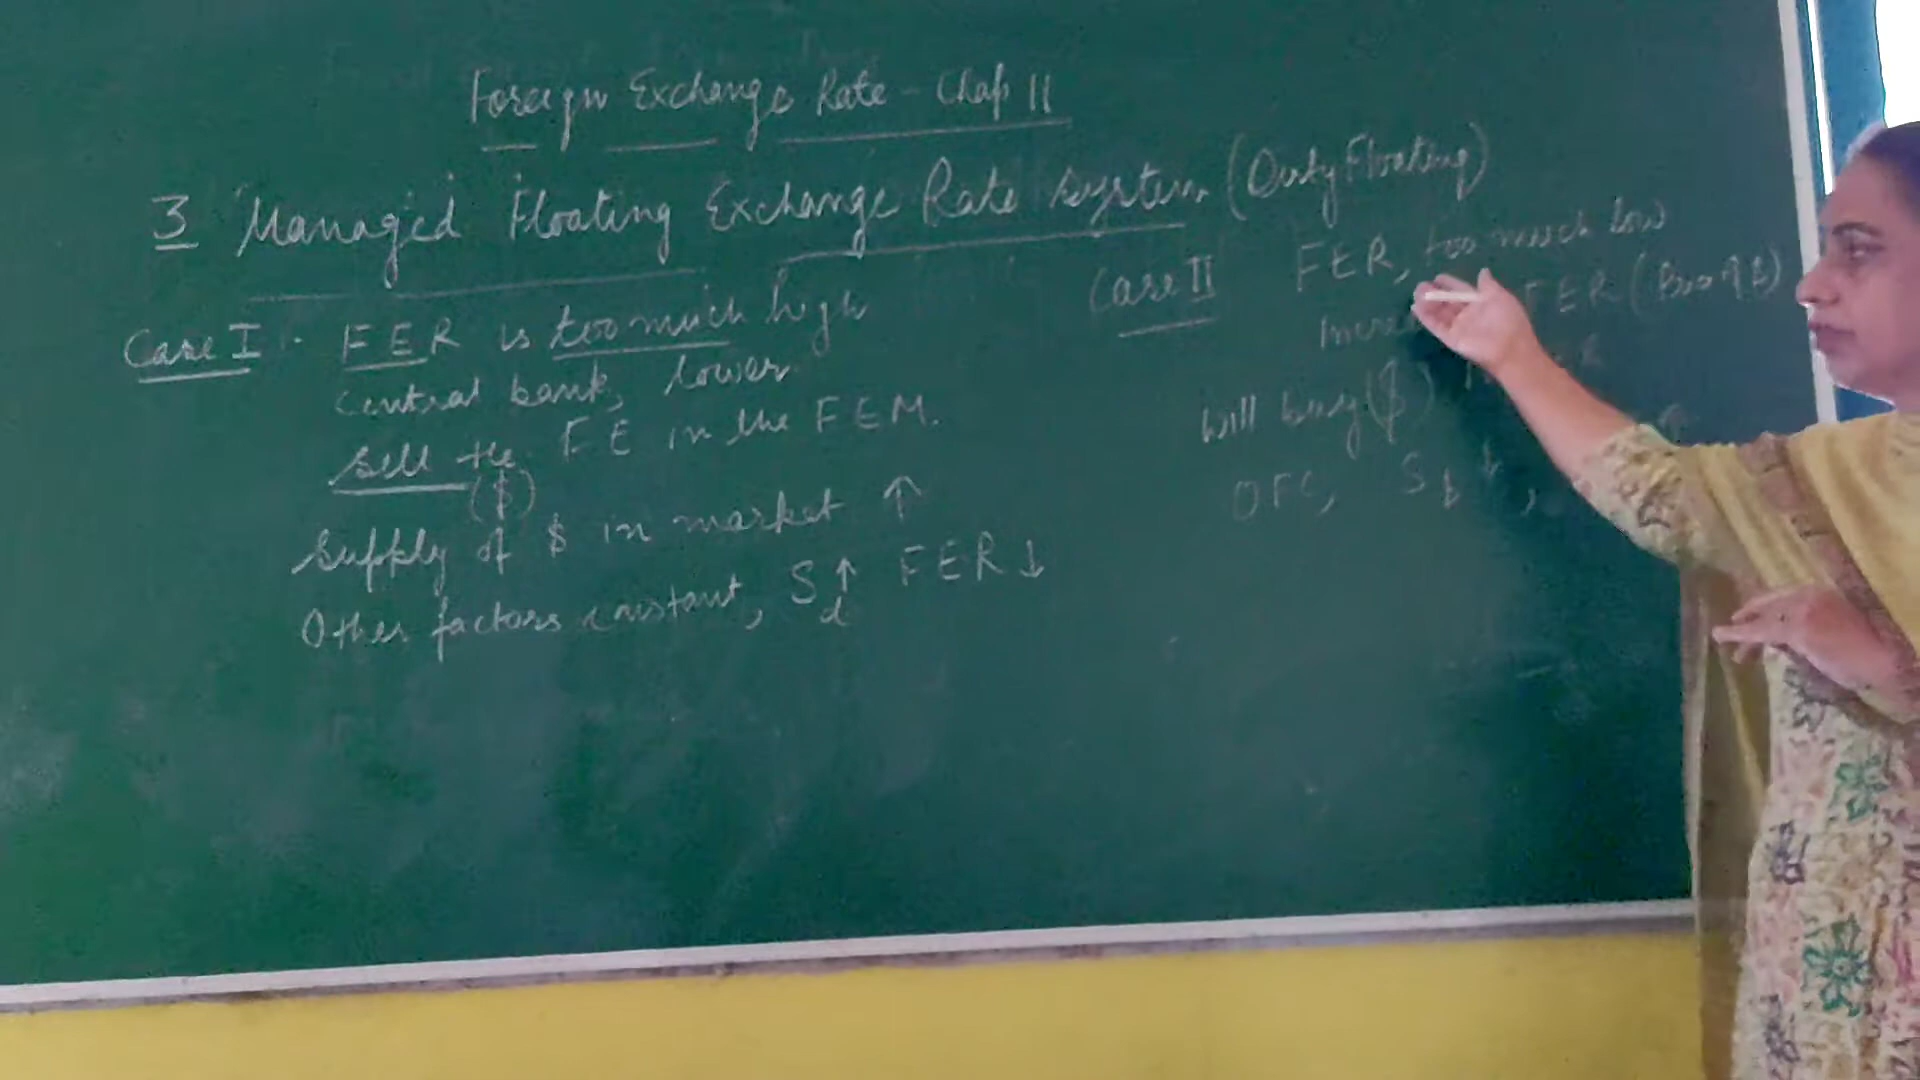 Foreign Exchange Rate - Chap 11
3 "Managed" Floating Exchange Rate System (Dirty Floating)
Case I. FER is too much high
central bank, lower
sell the FE in the FEM.
($)
Supply of $ in market ↑
Other factors constant, S$ ↑ FER ↓
Case II FER, too much low
FER (B
will buy ($)
OFC, S$ ↓,